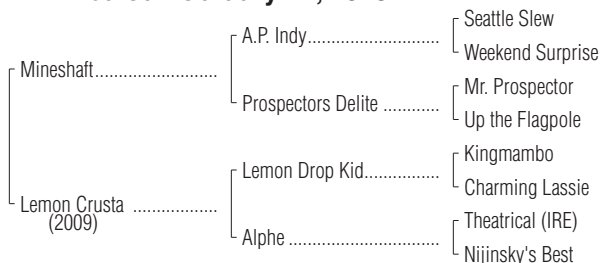 Seattle Slew
A.P. Indy
Weekend Surprise
Mineshaft
Mr. Prospector
Prospectors Delite
Up the Flagpole
Kingmambo
Lemon Drop Kid
Charming Lassie
Lemon Crusta
(2009)
Theatrical (IRE)
Alphe
Nijinsky's Best